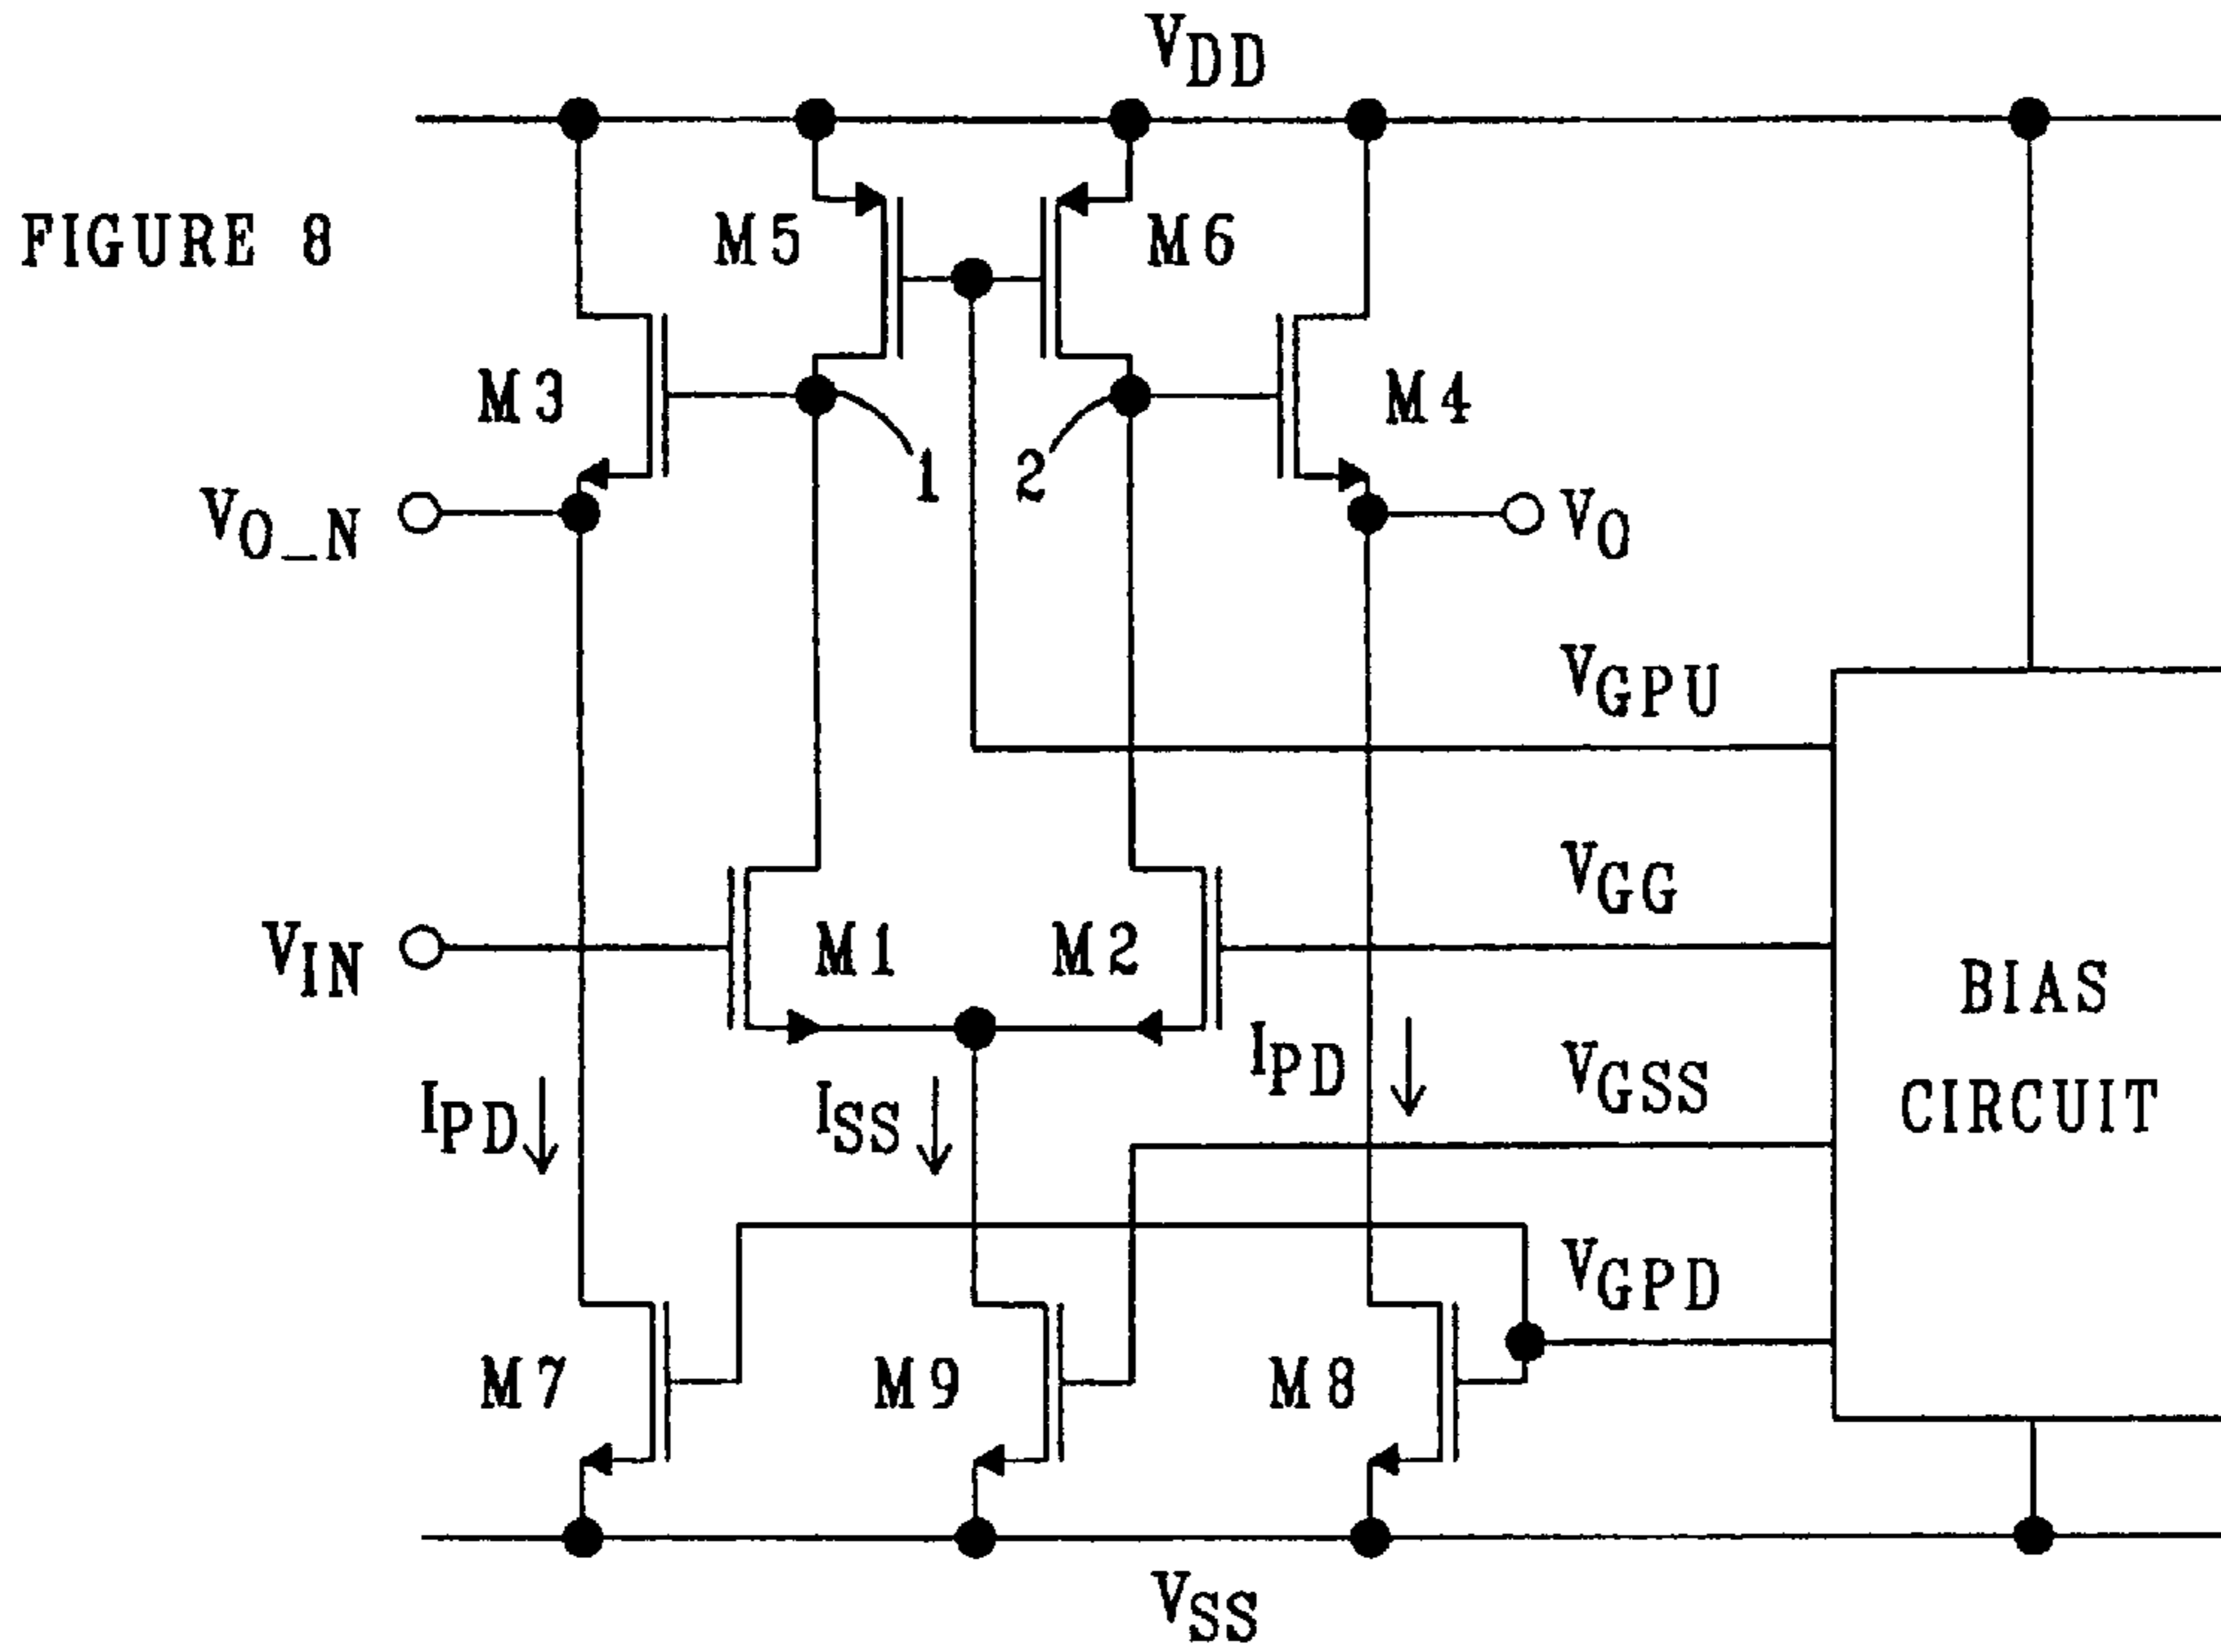 VDD
FIGURE 8
M5
M6
M3
M4
1
2
VO_N
VO
VGPU
VGG
VIN
M1
M2
BIAS
CIRCUIT
IPD
ISS
IPD
VGSS
VGPD
M7
M9
M8
VSS